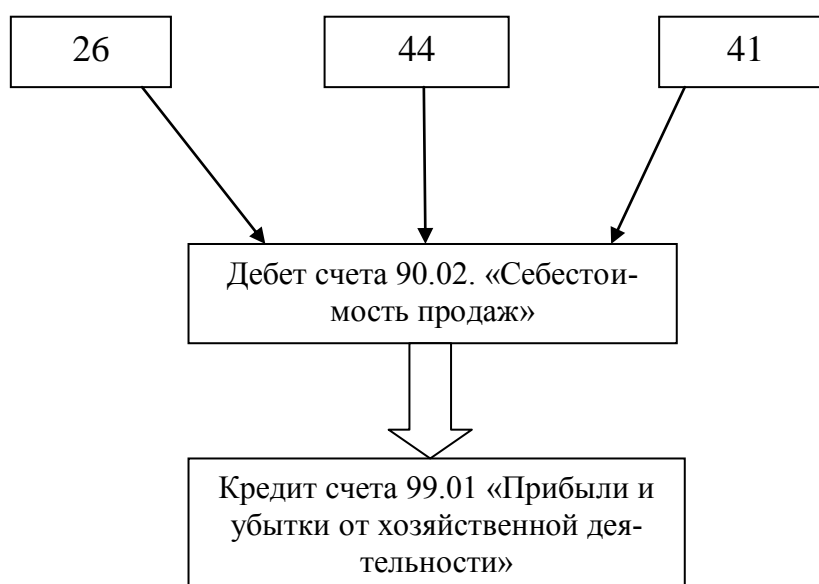 26
44
41
Дебет счета 90.02. «Себестои-
мость продаж»
Кредит счета 99.01 «Прибыли и
убытки от хозяйственной дея-
тельности»